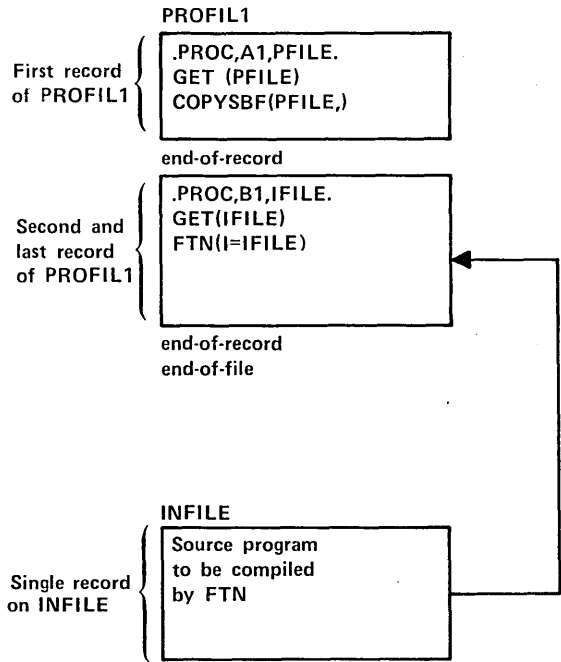 PROFIL1
First record
of PROFIL1
.PROC,A1,PFILE.
GET (PFILE)
COPYSBF(PFILE,)
end-of-record
Second and
last record
of PROFIL1
.PROC,B1,IFILE.
GET(IFILE)
FTN(I=IFILE)
end-of-record
end-of-file
INFILE
Single record
on INFILE
Source program
to be compiled
by FTN